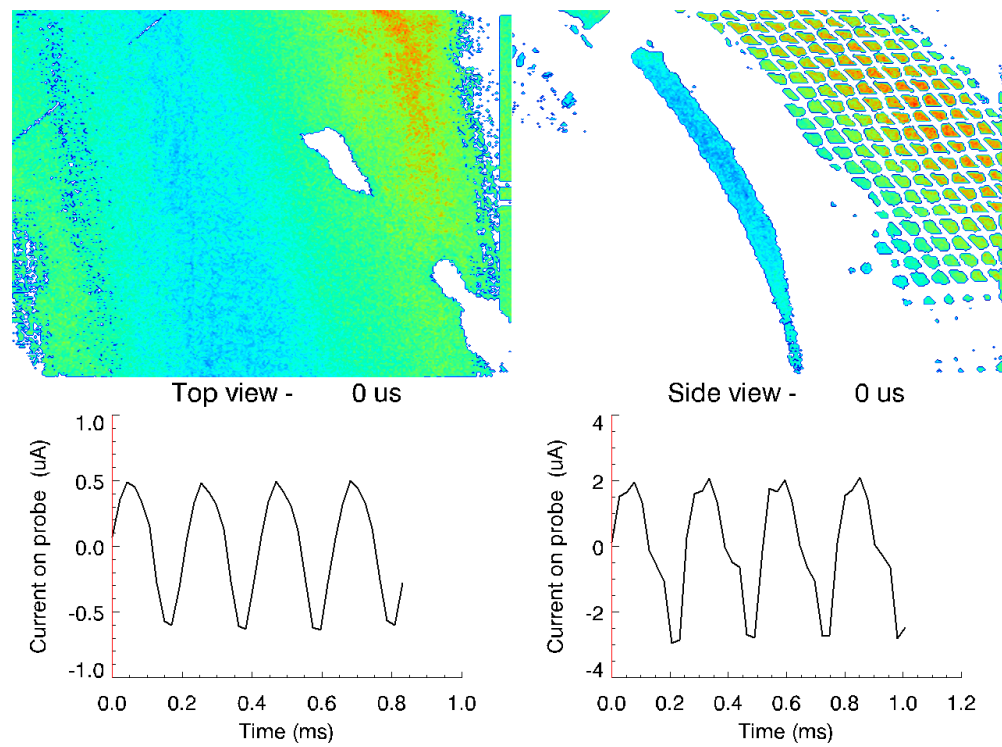 Top view - 0 us
Side view - 0 us
Current on probe (uA)
1.0
0.5
0.0
-0.5
-1.0
0.0 0.2 0.4 0.6 0.8 1.0
Time (ms)
Current on probe (uA)
4
2
0
-2
-4
0.0 0.2 0.4 0.6 0.8 1.0 1.2
Time (ms)